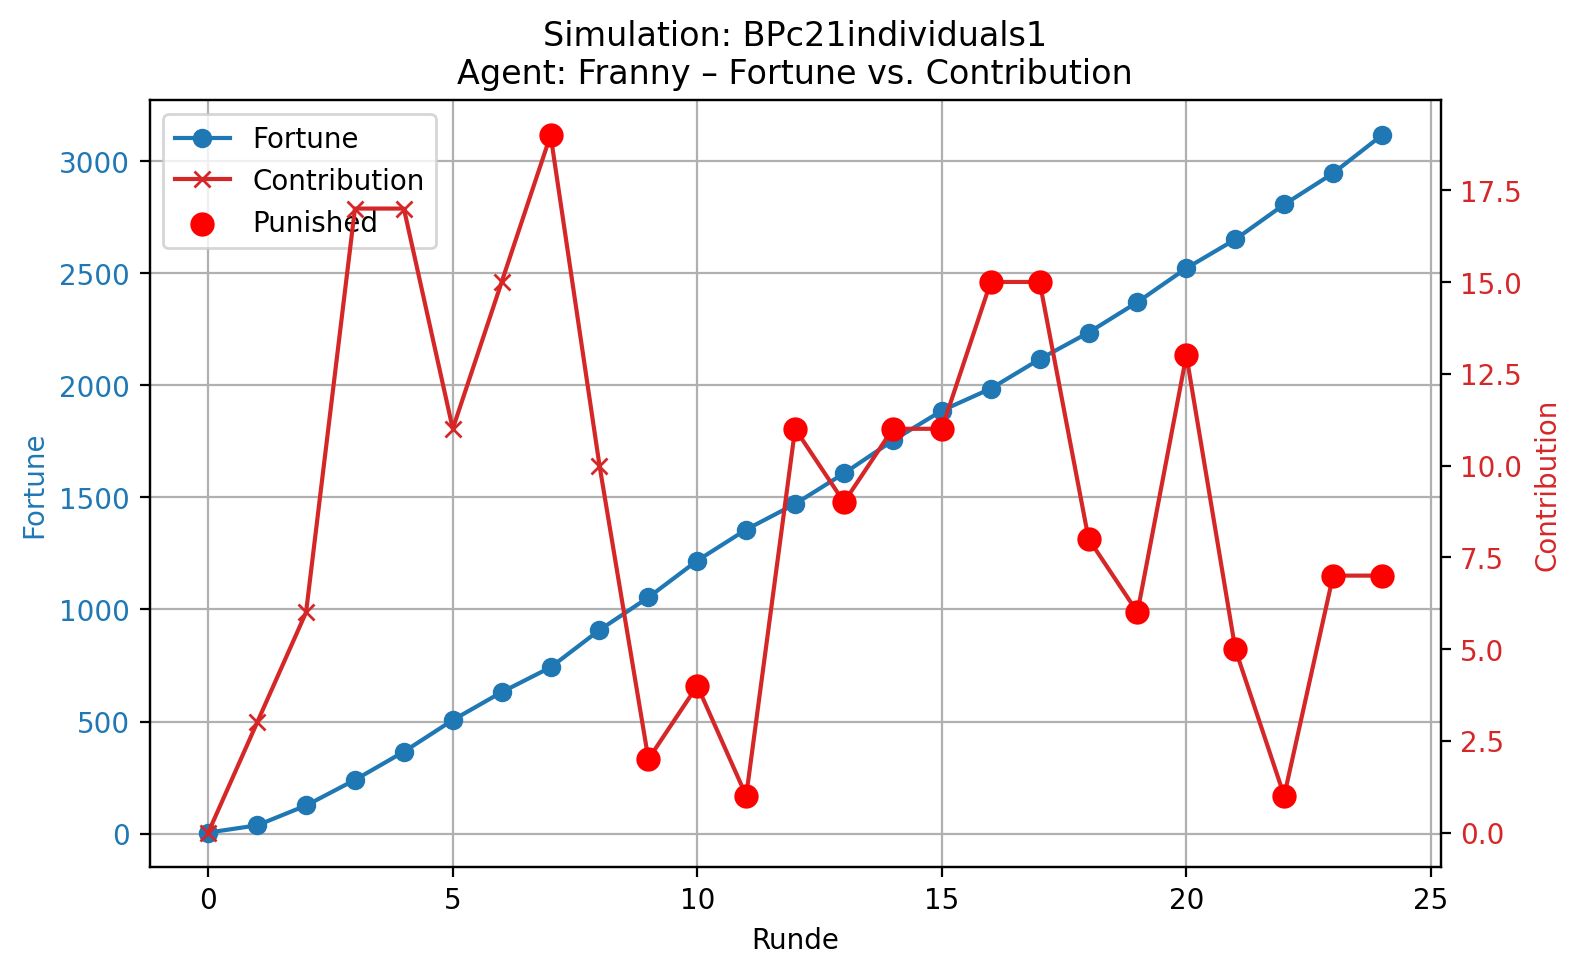 Simulation: BPc21individuals1
Agent: Franny – Fortune vs. Contribution
Fortune
Contribution
Punished
3000
2500
2000
1500
1000
500
0
Fortune
17.5
15.0
12.5
10.0
7.5
5.0
2.5
0.0
Contribution
0 5 10 15 20 25
Runde